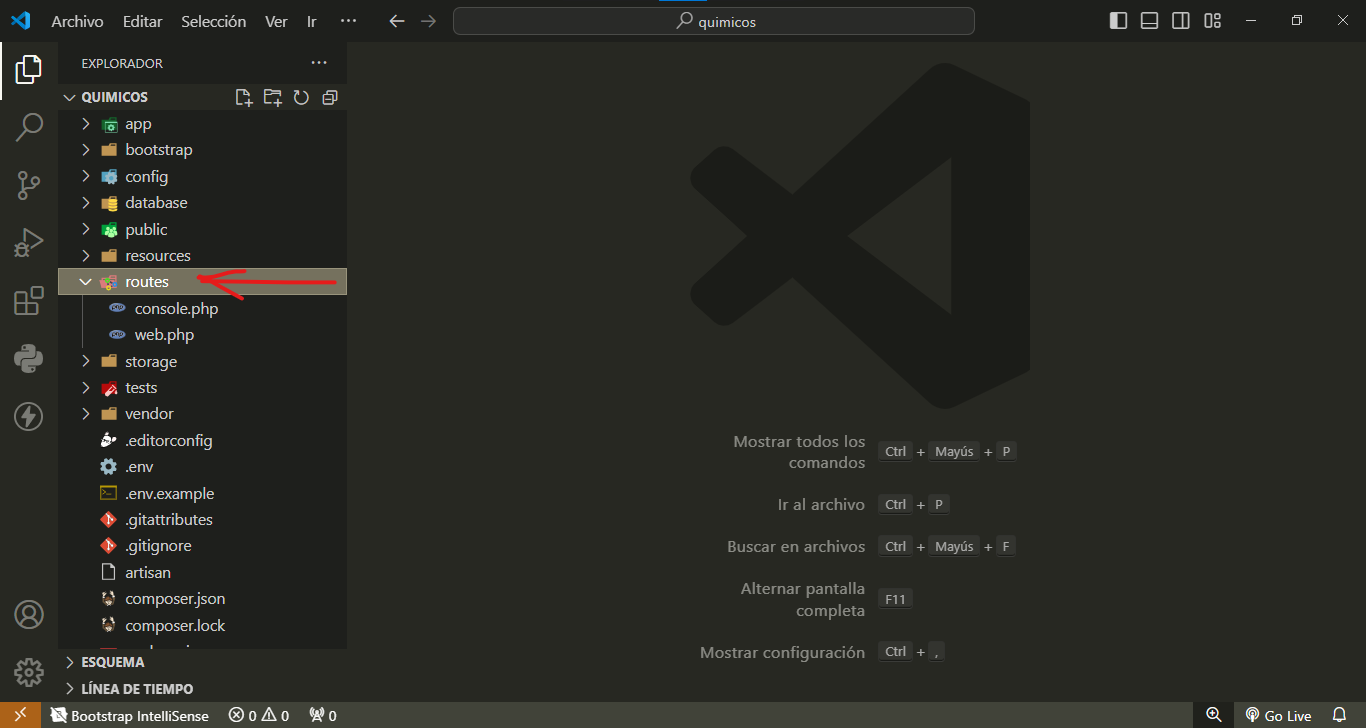 Archivo Editar Selección Ver Ir ···
quimicos
EXPLORADOR ···
QUIMICOS
app
bootstrap
config
database
public
resources
routes
console.php
web.php
storage
tests
vendor
.editorconfig
.env
.env.example
.gitattributes
.gitignore
artisan
composer.json
composer.lock
ESQUEMA
LÍNEA DE TIEMPO
Mostrar todos los
comandos Ctrl + Mayús + P
Ir al archivo Ctrl + P
Buscar en archivos Ctrl + Mayús + F
Alternar pantalla
completa F11
Mostrar configuración Ctrl + ,
Bootstrap IntelliSense 0 0 0 Go Live